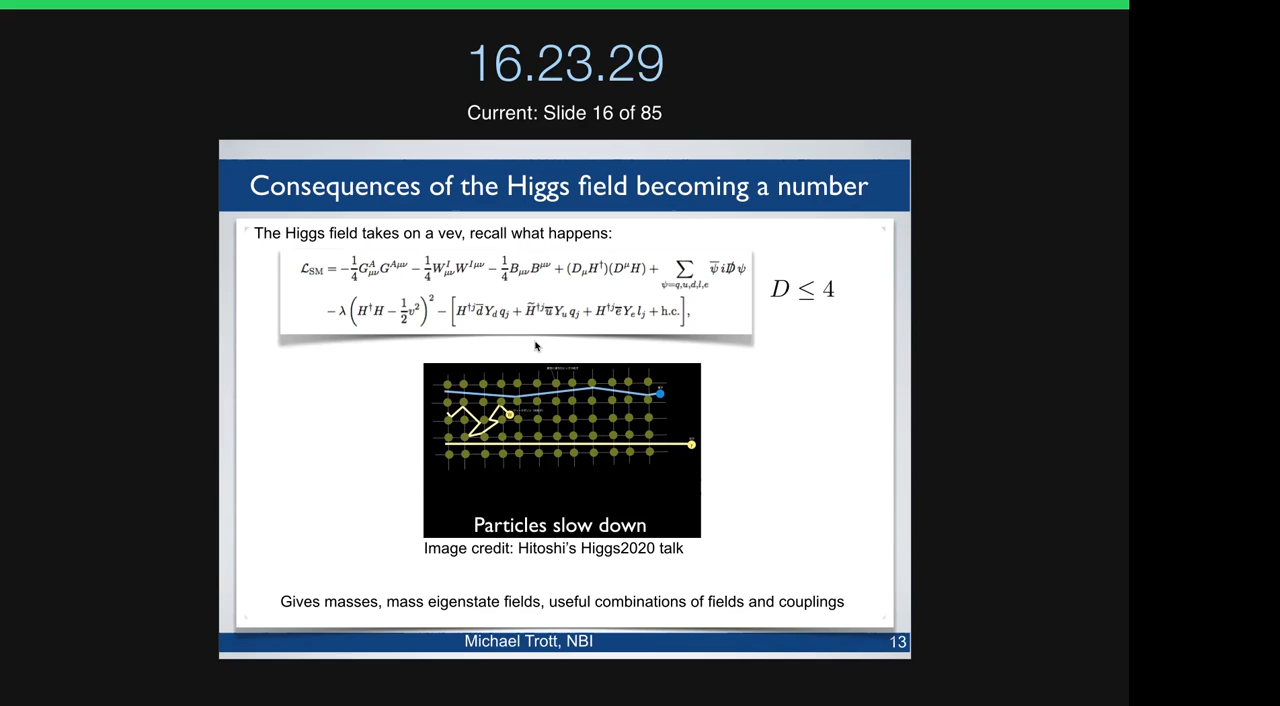 16.23.29
Current: Slide 16 of 85
Consequences of the Higgs field becoming a number
The Higgs field takes on a vev, recall what happens:
ℒ_SM = −1/4 G^A_μν G^{Aμν} − 1/4 W^I_μν W^{Iμν} − 1/4 B_μν B^μν + (D_μ H†)(D^μ H) + ∑_{ψ=q,u,d,l,e} ψ̄ i D̸ ψ
− λ (H†H − 1/2 v²)² − [H^{†j} d̄ Y_d q_j + H̃^{†j} ū Y_u q_j + H^{†j} ē Y_e l_j + h.c.],
D ≤ 4
Particles slow down
Image credit: Hitoshi's Higgs2020 talk
Gives masses, mass eigenstate fields, useful combinations of fields and couplings
Michael Trott, NBI
13